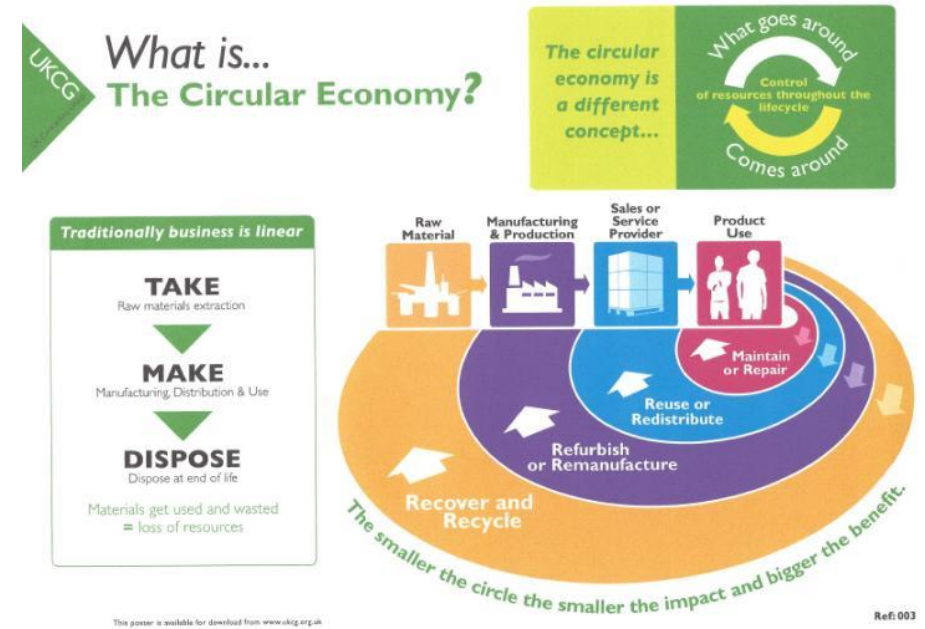 UKCG
What is...
The Circular Economy?
The circular
economy is
a different
concept...
What goes around
Control
of resources throughout the
lifecycle
Comes around
Traditionally business is linear
TAKE
Raw materials extraction
MAKE
Manufacturing, Distribution & Use
DISPOSE
Dispose at end of life
Materials get used and wasted
= loss of resources
Raw
Material
Manufacturing
& Production
Sales or
Service
Provider
Product
Use
Maintain
or Repair
Reuse or
Redistribute
Refurbish
or Remanufacture
Recover and
Recycle
The smaller the circle the smaller the impact and bigger the benefit.
This poster is available for download from www.ukcg.org.uk
Ref: 003